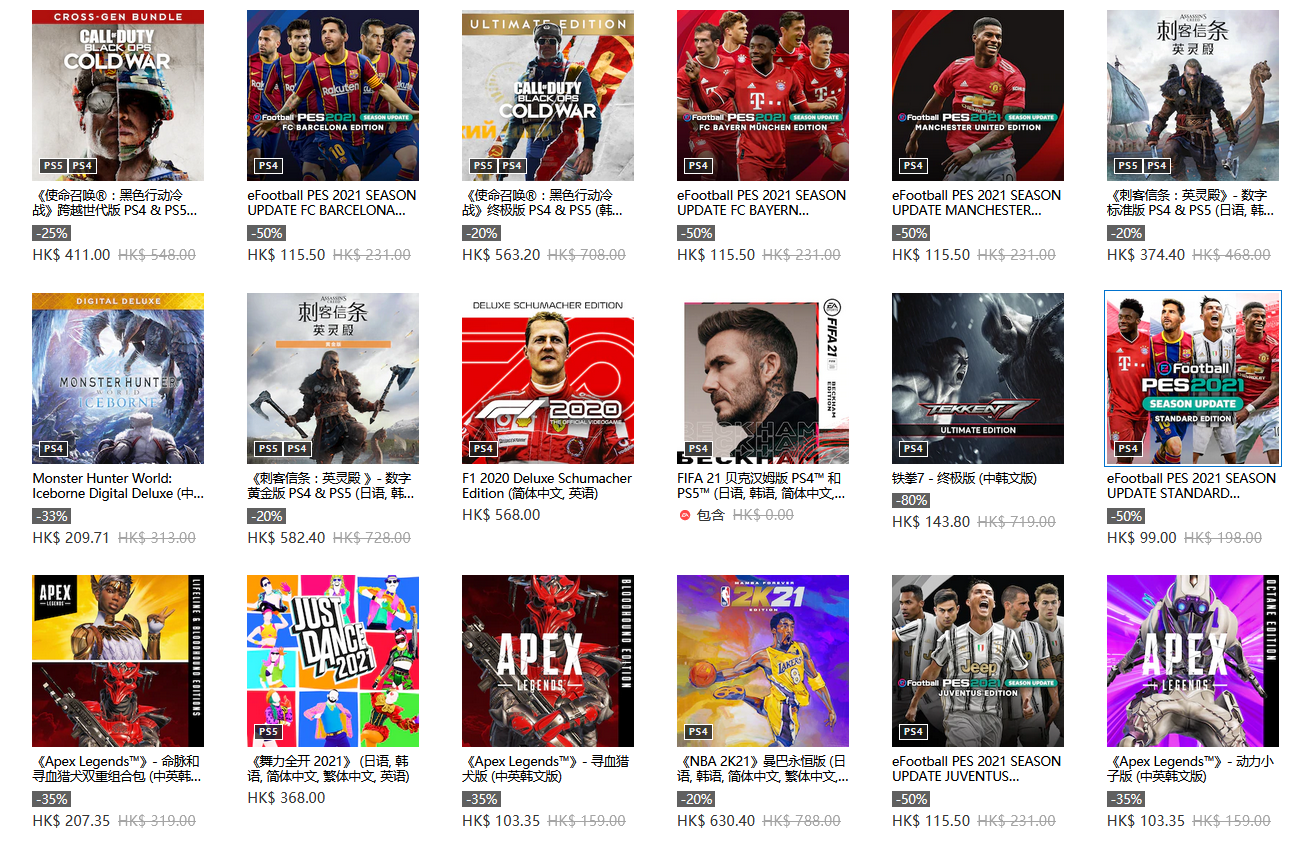 CROSS-GEN BUNDLE
CALL OF DUTY
BLACK OPS
COLD WAR
PS5 PS4
《使命召唤®：黑色行动冷
战》跨越世代版 PS4 & PS5...
-25%
HK$ 411.00 HK$ 548.00
Rakuten
eFootball PES2021 SEASON UPDATE
FC BARCELONA EDITION
PS4
eFootball PES 2021 SEASON
UPDATE FC BARCELONA...
-50%
HK$ 115.50 HK$ 231.00
ULTIMATE EDITION
CALL OF DUTY
BLACK OPS
COLD WAR
PS5 PS4
《使命召唤®：黑色行动冷
战》终极版 PS4 & PS5 (韩...
-20%
HK$ 563.20 HK$ 708.00
eFootball PES2021 SEASON UPDATE
FC BAYERN MÜNCHEN EDITION
PS4
eFootball PES 2021 SEASON
UPDATE FC BAYERN...
-50%
HK$ 115.50 HK$ 231.00
CHEVROLET
eFootball PES2021 SEASON UPDATE
MANCHESTER UNITED EDITION
PS4
eFootball PES 2021 SEASON
UPDATE MANCHESTER...
-50%
HK$ 115.50 HK$ 231.00
ASSASSIN'S CREED
刺客信条
英灵殿
PS5 PS4
《刺客信条：英灵殿》- 数字
标准版 PS4 & PS5 (日语, 韩...
-20%
HK$ 374.40 HK$ 468.00
DIGITAL DELUXE
MONSTER HUNTER
WORLD
ICEBORNE
PS4
Monster Hunter World:
Iceborne Digital Deluxe (中...
-33%
HK$ 209.71 HK$ 313.00
ASSASSIN'S CREED
刺客信条
英灵殿
黄金版
PS5 PS4
《刺客信条：英灵殿 》- 数字
黄金版 PS4 & PS5 (日语, 韩...
-20%
HK$ 582.40 HK$ 728.00
DELUXE SCHUMACHER EDITION
F1 2020
THE OFFICIAL VIDEOGAME
PS4
F1 2020 Deluxe Schumacher
Edition (简体中文, 英语)
HK$ 568.00
EA SPORTS
FIFA 21
BECKHAM EDITION
BECKHAM
BECKHAM
PS4
FIFA 21 贝克汉姆版 PS4™ 和
PS5™ (日语, 韩语, 简体中文,...
EA 包含 HK$ 0.00
TEKKEN 7
ULTIMATE EDITION
PS4
铁拳7 - 终极版 (中韩文版)
-80%
HK$ 143.80 HK$ 719.00
eFootball
PES2021
SEASON UPDATE
STANDARD EDITION
PS4
eFootball PES 2021 SEASON
UPDATE STANDARD...
-50%
HK$ 99.00 HK$ 198.00
APEX
LEGENDS
LIFELINE & BLOODHOUND EDITIONS
《Apex Legends™》- 命脉和
寻血猎犬双重组合包 (中英韩...
-35%
HK$ 207.35 HK$ 319.00
JUST
DANCE
2021
PS5
《舞力全开 2021》 (日语, 韩
语, 简体中文, 繁体中文, 英语)
HK$ 368.00
BLOODHOUND EDITION
APEX
LEGENDS
《Apex Legends™》- 寻血猎
犬版 (中英韩文版)
-35%
HK$ 103.35 HK$ 159.00
MAMBA FOREVER
NBA 2K21
EDITION
LAKERS
8
PS4
《NBA 2K21》曼巴永恒版 (日
语, 韩语, 简体中文, 繁体中文,...
-20%
HK$ 630.40 HK$ 788.00
Jeep
eFootball PES2021 SEASON UPDATE
JUVENTUS EDITION
PS4
eFootball PES 2021 SEASON
UPDATE JUVENTUS...
-50%
HK$ 115.50 HK$ 231.00
OCTANE EDITION
APEX
LEGENDS
《Apex Legends™》- 动力小
子版 (中英韩文版)
-35%
HK$ 103.35 HK$ 159.00